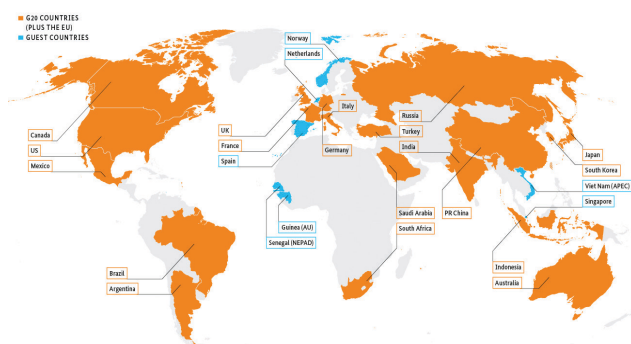 G20 COUNTRIES
(PLUS THE EU)
GUEST COUNTRIES
Norway
Netherlands
Canada
US
Mexico
UK
France
Spain
Italy
Germany
Russia
Turkey
India
Japan
South Korea
Viet Nam (APEC)
Singapore
Guinea (AU)
Senegal (NEPAD)
Saudi Arabia
South Africa
PR China
Brazil
Argentina
Indonesia
Australia